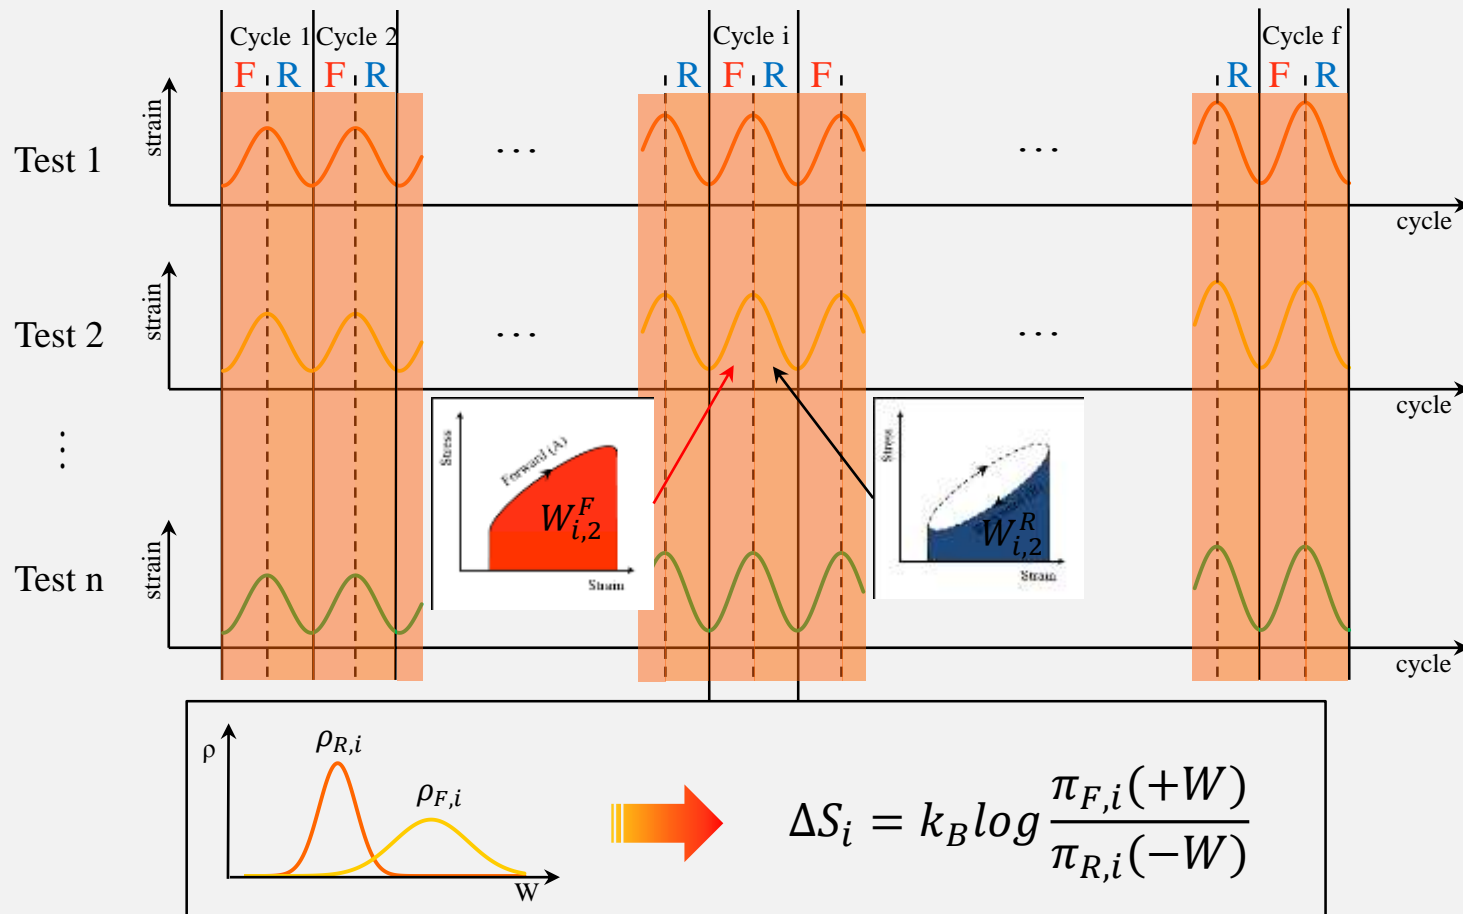 Cycle 1 Cycle 2 Cycle i Cycle f
F R F R R F R F R F R
strain
Test 1
... ...
cycle
strain
Test 2
... ...
cycle
⋮
Stress
Forward (A)
W^F_{i,2}
Strain
Stress
W^R_{i,2}
Strain
strain
Test n
cycle
ρ
ρ_{R,i}
ρ_{F,i}
W
ΔS_i = k_B log π_{F,i}(+W) / π_{R,i}(−W)